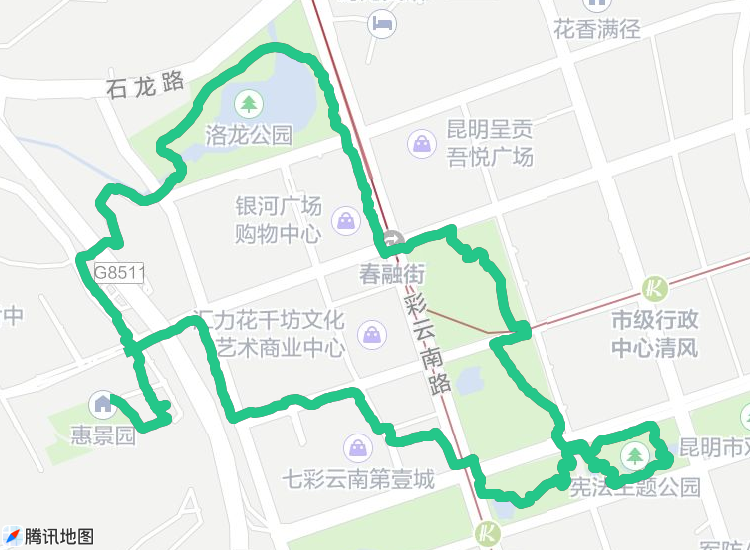 花香满径
石龙路
洛龙公园
昆明呈贡
吾悦广场
银河广场
购物中心
G8511
春融街
市级行政
中心清风
汇力花千坊文化
艺术商业中心
彩云南路
惠景园
七彩云南第壹城
宪法主题公园
昆明市
腾讯地图